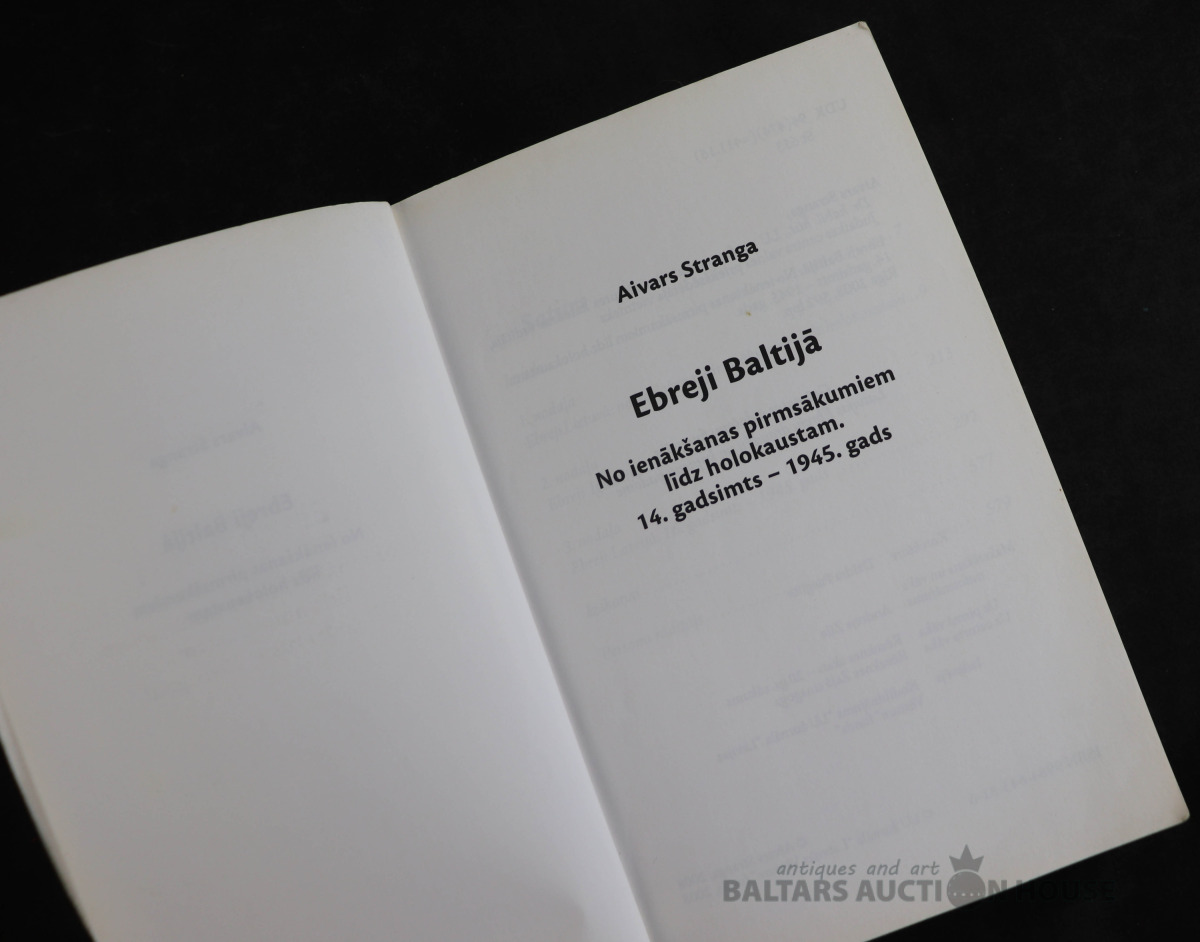 Aivars Stranga
Ebreji Baltijā
No ienākšanas pirmsākumiem
līdz holokaustam.
14. gadsimts – 1945. gads
antiques and art
BALTARS AUCTION HOUSE